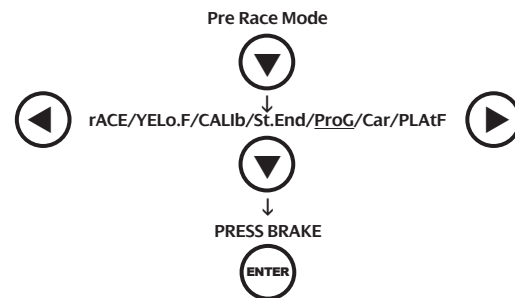 Pre Race Mode
rACE/YELo.F/CALIb/St.End/ProG/Car/PLAtF
PRESS BRAKE
ENTER